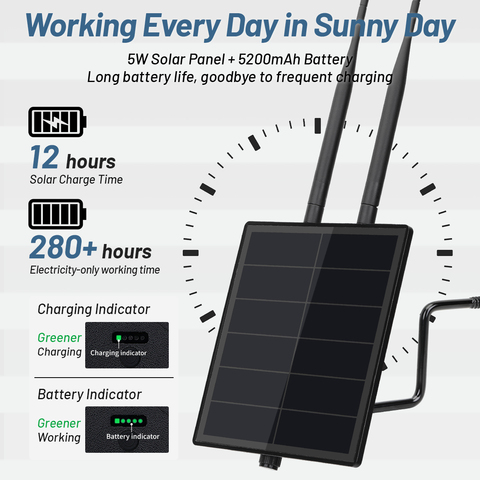 Working Every Day in Sunny Day
5W Solar Panel + 5200mAh Battery
Long battery life, goodbye to frequent charging
12 hours
Solar Charge Time
280+ hours
Electricity-only working time
Charging Indicator
Greener
Charging
Charging indicator
Battery Indicator
Greener
Working
Battery indicator